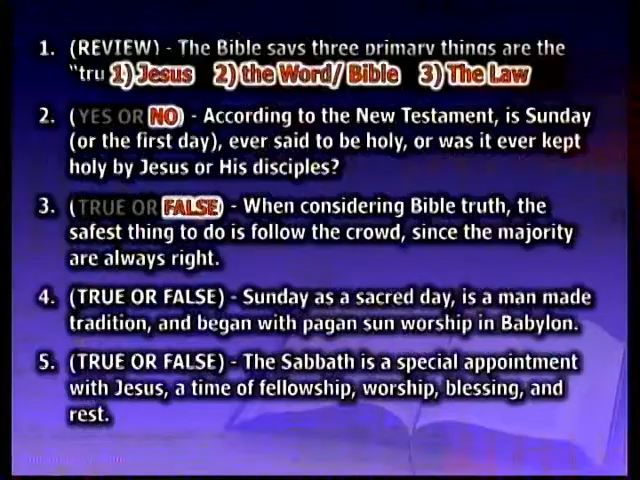 1. (REVIEW) - The Bible says three primary things are the
"tru 1) Jesus 2) the Word/ Bible 3) The Law
2. (YES OR NO) - According to the New Testament, is Sunday
(or the first day), ever said to be holy, or was it ever kept
holy by Jesus or His disciples?
3. (TRUE OR FALSE) - When considering Bible truth, the
safest thing to do is follow the crowd, since the majority
are always right.
4. (TRUE OR FALSE) - Sunday as a sacred day, is a man made
tradition, and began with pagan sun worship in Babylon.
5. (TRUE OR FALSE) - The Sabbath is a special appointment
with Jesus, a time of fellowship, worship, blessing, and
rest.